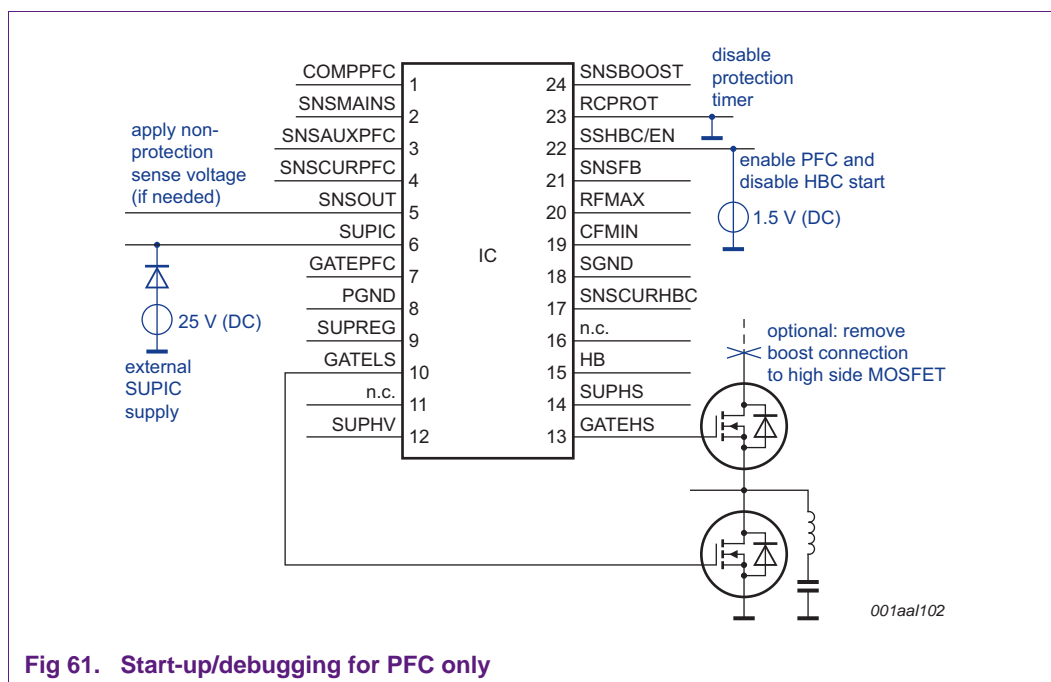 COMPPFC
1
SNSMAINS
2
SNSAUXPFC
3
SNSCURPFC
4
SNSOUT
5
SUPIC
6
GATEPFC
7
PGND
8
SUPREG
9
GATELS
10
n.c.
11
SUPHV
12
apply non-
protection
sense voltage
(if needed)
25 V (DC)
external
SUPIC
supply
IC
SNSBOOST
24
RCPROT
23
SSHBC/EN
22
SNSFB
21
RFMAX
20
CFMIN
19
SGND
18
SNSCURHBC
17
n.c.
16
HB
15
SUPHS
14
GATEHS
13
disable
protection
timer
enable PFC and
disable HBC start
1.5 V (DC)
optional: remove
boost connection
to high side MOSFET
001aal102
Fig 61. Start-up/debugging for PFC only